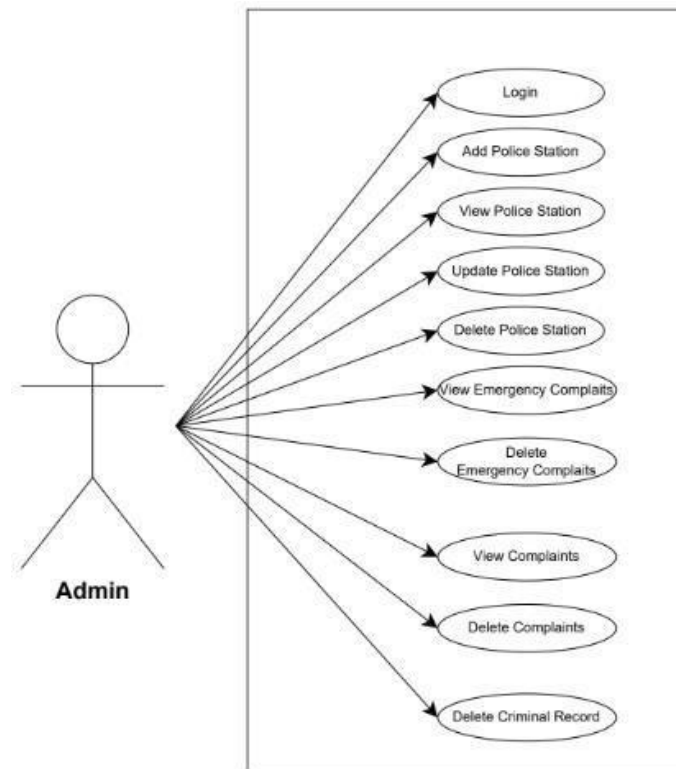 Login
Add Police Station
View Police Station
Update Police Station
Delete Police Station
View Emergency Complaits
Delete
Emergency Complaits
View Complaints
Delete Complaints
Delete Criminal Record
Admin